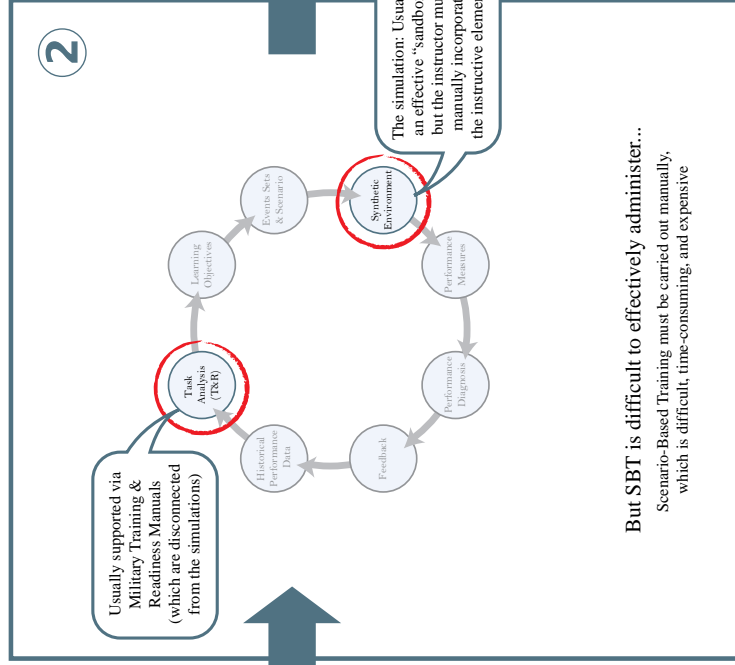 2
Usually supported via
Military Training &
Readiness Manuals
(which are disconnected
from the simulations)
Task
Analysis
(T&R)
Learning
Objectives
Events Sets
& Scenario
Synthetic
Environment
Performance
Measures
Performance
Diagnosis
Feedback
Historical
Performance
Data
The simulation:
an effective “sandbo
but the instructor mu
manually incorporat
the instructive elemen
But SBT is difficult to effectively administer...
Scenario-Based Training must be carried out manually,
which is difficult, time-consuming, and expensive